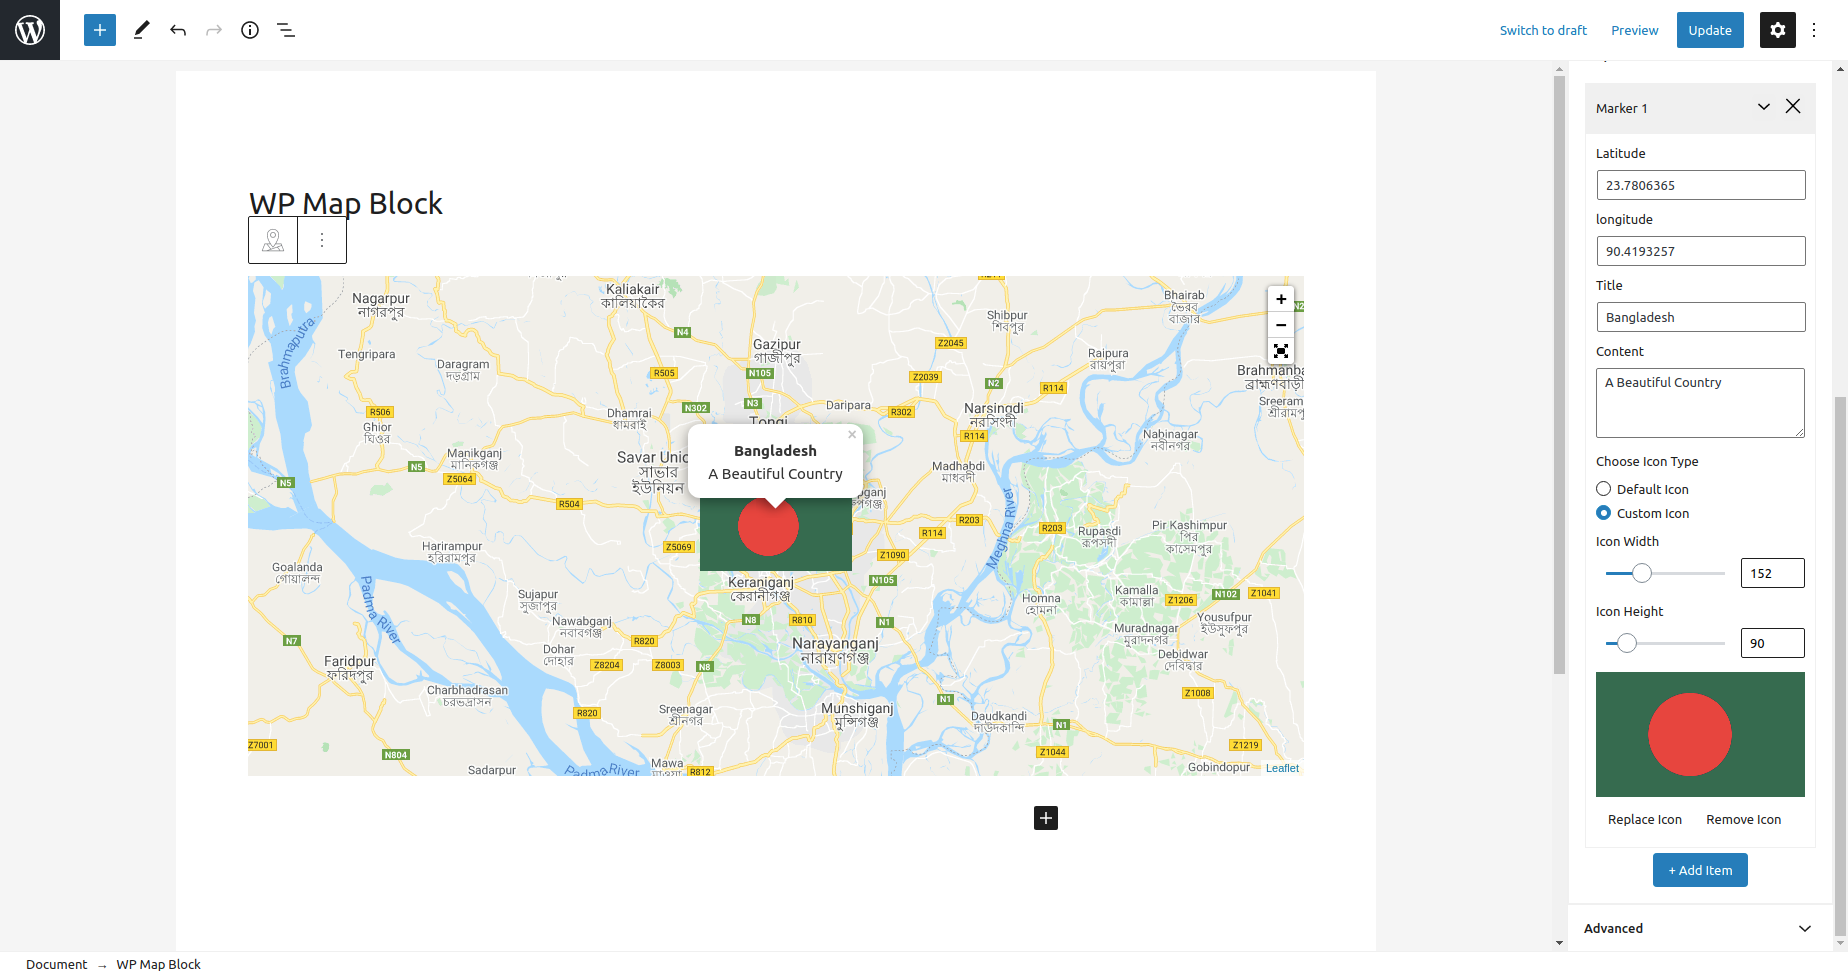 Switch to draft
Preview
Update
WP Map Block
Nagarpur
নাগরপুর
Kaliakair
কালিয়াকৈর
Bhairab
ভৈরব
বাজার
Shibpur
শিবপুর
N4
Z2045
Brahmaputra
Tengripara
Daragram
দড়গ্রাম
Gazipur
গাজীপুর
Raipura
রায়পুরা
R505
N105
Z2039
N2
R114
ব্রাহ্মণবাড়ী
R506
N302
N3
Daripara
R302
Narsingdi
নরসিংদী
Ghior
ঘিওর
Dhamrai
ধামরাই
Tongi
R114
Nabinagar
নবীনগর
Manikganj
মানিকগঞ্জ
N5
Z5064
N5
Savar Unio
সাভার
ইউনিয়ন
Bangladesh
A Beautiful Country
×
Madhabdi
মাধবদী
R504
R203
R114
R203
Meghna River
Rupasdi
রূপসদী
Pir Kashimpur
পির
কাসেমপুর
Harirampur
হরিরামপুর
Z5069
Z1090
Goalanda
গোয়ালন্দ
Keraniganj
কেরানীগঞ্জ
N105
Padma River
Sujapur
সুজাপুর
Homna
হোমনা
Kamalla
কামাল্লা
Z1206
N102
Z1041
Nawabganj
নবাবগঞ্জ
N8
R810
N1
Muradnagar
মুরাদনগর
Yousufpur
ইউসুফপুর
N7
R820
Dohar
দোহার
Narayanganj
নারায়ণগঞ্জ
Debidwar
দেবিদ্বার
Faridpur
ফরিদপুর
Z8204
Z8003
N8
Charbhadrasan
চরভদ্রাসন
Z1008
R820
Sreenagar
শ্রীনগর
Munshiganj
মুন্সিগঞ্জ
N1
Daudkandi
দাউদকান্দি
N1
Z7001
N804
Z1044
Z1219
Sadarpur
Padma River
Mawa
R812
Gobindopur
Leaflet
Marker 1
Latitude
23.7806365
longitude
90.4193257
Title
Bangladesh
Content
A Beautiful Country
Choose Icon Type
Default Icon
Custom Icon
Icon Width
152
Icon Height
90
Replace Icon
Remove Icon
+ Add Item
Advanced
Document → WP Map Block